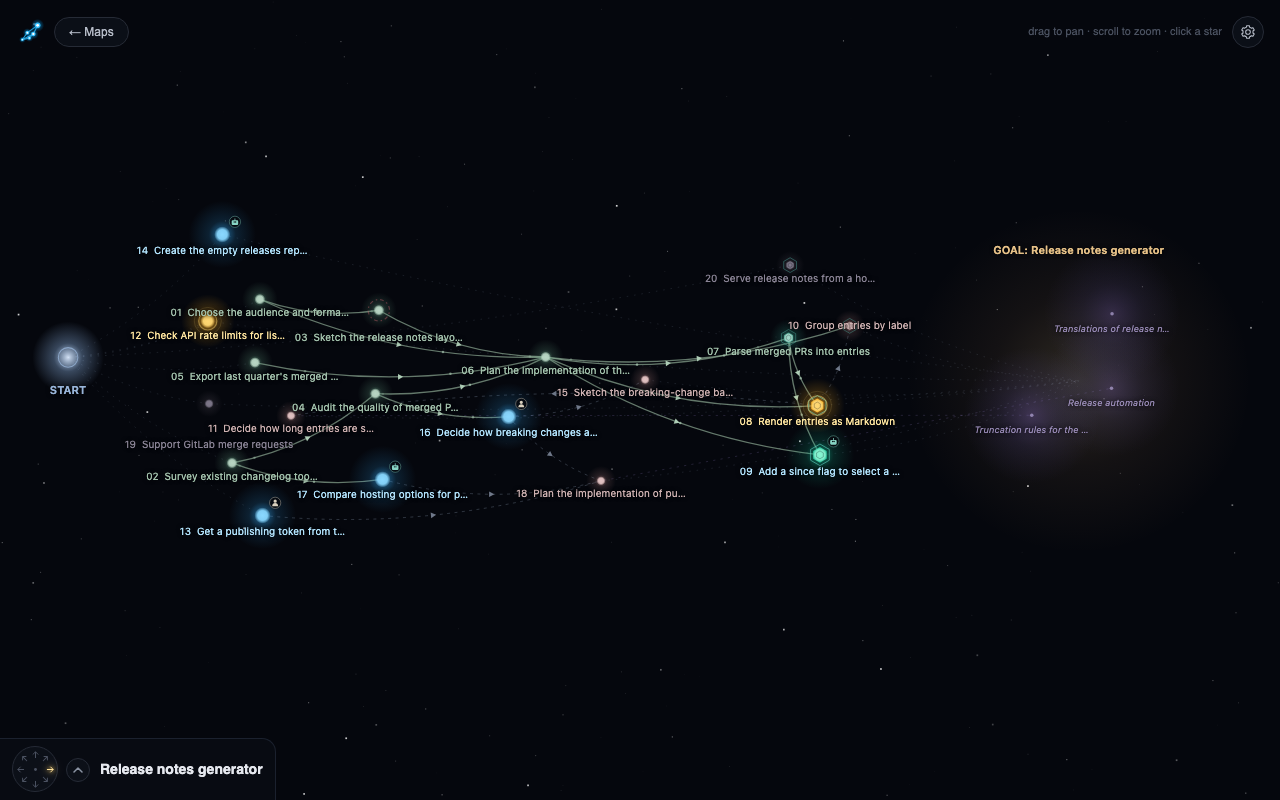 ← Maps
drag to pan · scroll to zoom · click a star
14 Create the empty releases rep...
GOAL: Release notes generator
20 Serve release notes from a ho...
01 Choose the audience and forma...
12 Check API rate limits for lis...
03 Sketch the release notes layo...
10 Group entries by label
Translations of release n...
07 Parse merged PRs into entries
05 Export last quarter's merged ...
06 Plan the implementation of th...
START
15 Sketch the breaking-change ba...
04 Audit the quality of merged P...
Release automation
08 Render entries as Markdown
11 Decide how long entries are s...
16 Decide how breaking changes a...
Truncation rules for the ...
19 Support GitLab merge requests
02 Survey existing changelog too...
09 Add a since flag to select a ...
17 Compare hosting options for p...
18 Plan the implementation of pu...
13 Get a publishing token from t...
Release notes generator